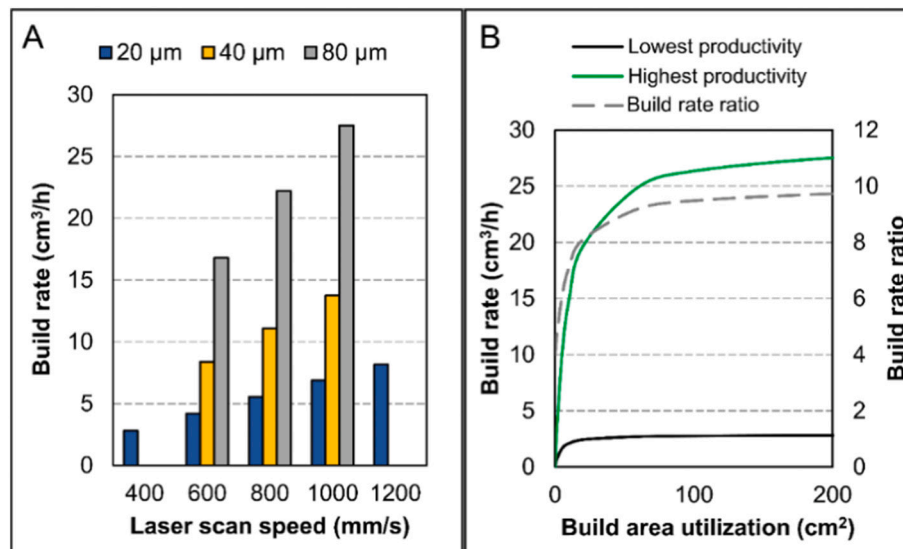 A
20 µm 40 µm 80 µm
Build rate (cm³/h)
30
25
20
15
10
5
0
400 600 800 1000 1200
Laser scan speed (mm/s)
B
Lowest productivity
Highest productivity
Build rate ratio
Build rate (cm³/h)
30
25
20
15
10
5
0
12
10
8
6
4
2
0
Build rate ratio
0 100 200
Build area utilization (cm²)